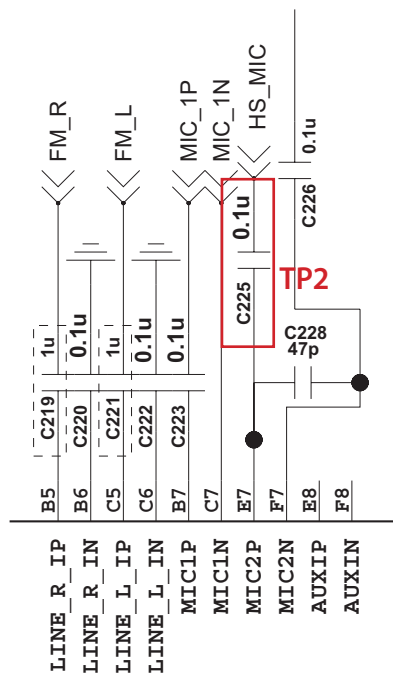 FM_R
FM_L
MIC_1P
MIC_1N
HS_MIC
0.1u
C226
0.1u
C225
TP2
C228
47p
1u
C219
0.1u
C220
1u
C221
0.1u
C222
0.1u
C223
B5
B6
C5
C6
B7
C7
E7
F7
E8
F8
LINE_R_IP
LINE_R_IN
LINE_L_IP
LINE_L_IN
MIC1P
MIC1N
MIC2P
MIC2N
AUXIP
AUXIN